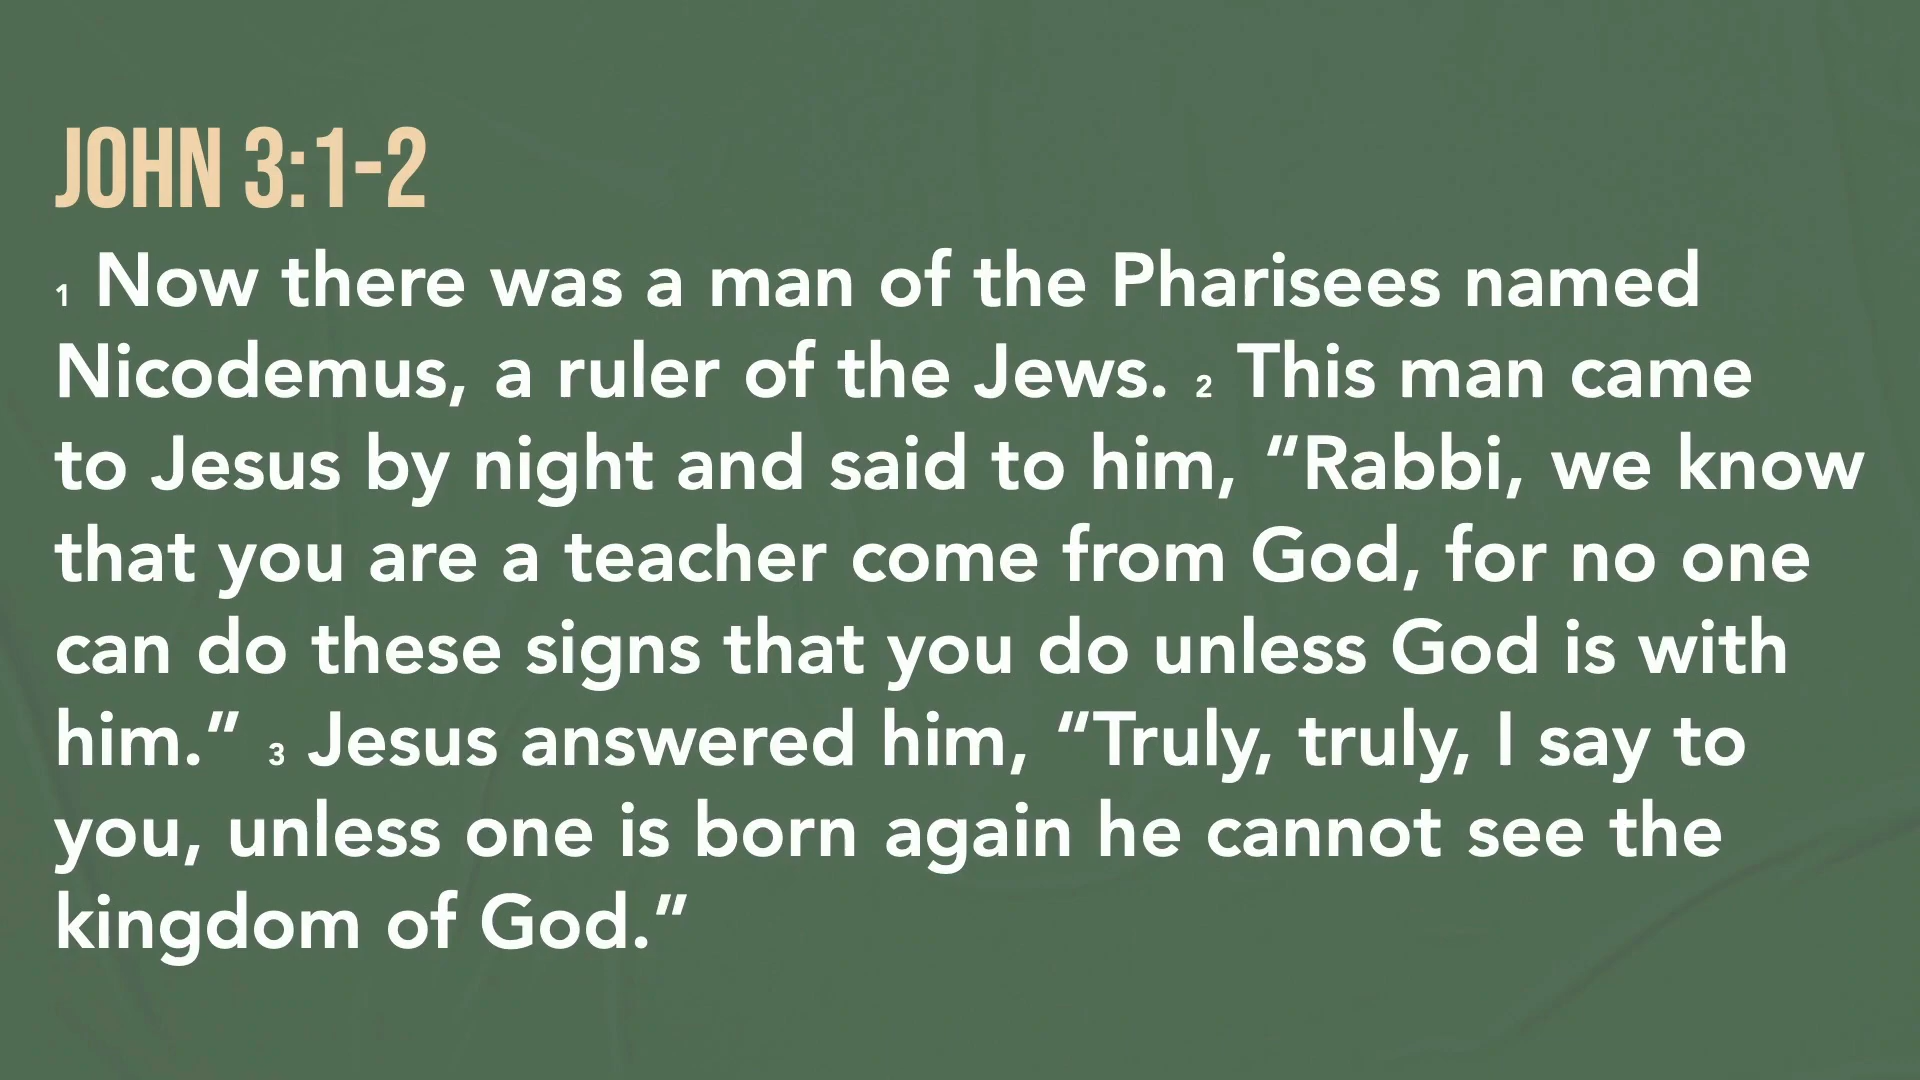 JOHN 3:1-2
1 Now there was a man of the Pharisees named
Nicodemus, a ruler of the Jews. 2 This man came
to Jesus by night and said to him, “Rabbi, we know
that you are a teacher come from God, for no one
can do these signs that you do unless God is with
him.” 3 Jesus answered him, “Truly, truly, I say to
you, unless one is born again he cannot see the
kingdom of God.”